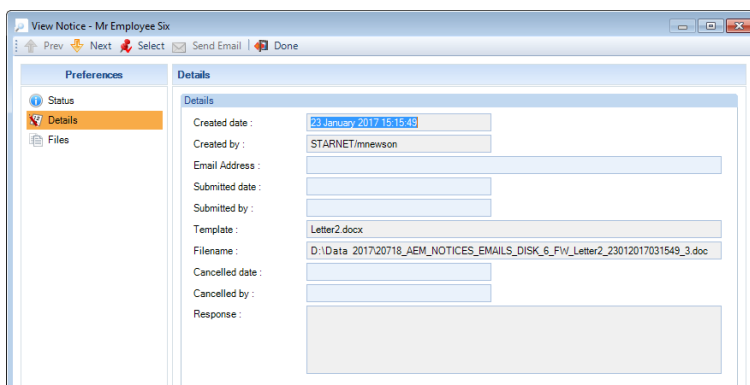 View Notice - Mr Employee Six
Prev Next Select Send Email Done
Preferences
Details
Status
Details
Files
Details
Created date : 23 January 2017 15:15:49
Created by : STARNET/mnewson
Email Address :
Submitted date :
Submitted by :
Template : Letter2.docx
Filename : D:\Data 2017\20718_AEM_NOTICES_EMAILS_DISK_6_FW_Letter2_23012017031549_3.doc
Cancelled date :
Cancelled by :
Response :